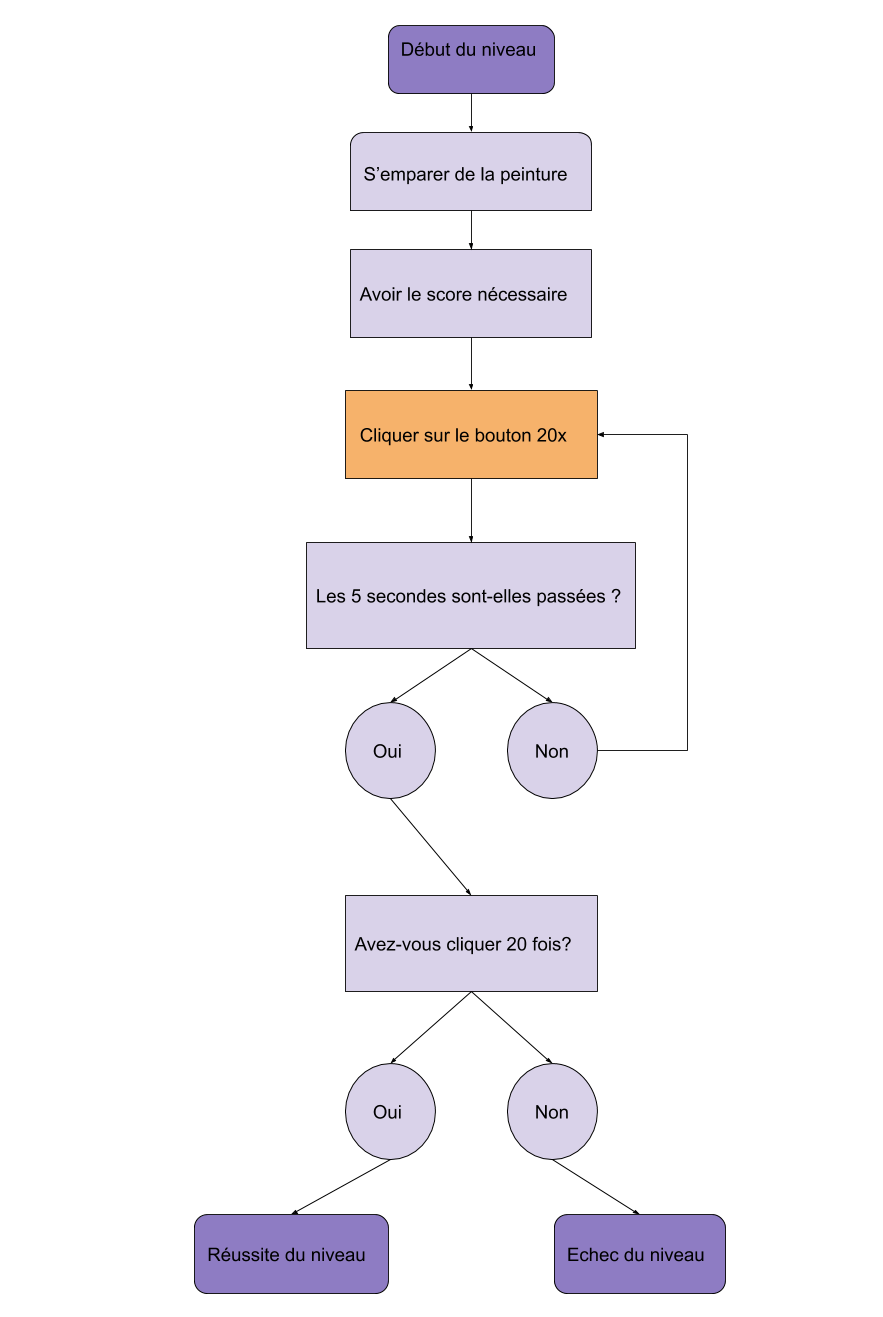 Début du niveau
S’emparer de la peinture
Avoir le score nécessaire
Cliquer sur le bouton 20x
Les 5 secondes sont-elles passées ?
Oui
Non
Avez-vous cliquer 20 fois?
Oui
Non
Réussite du niveau
Echec du niveau